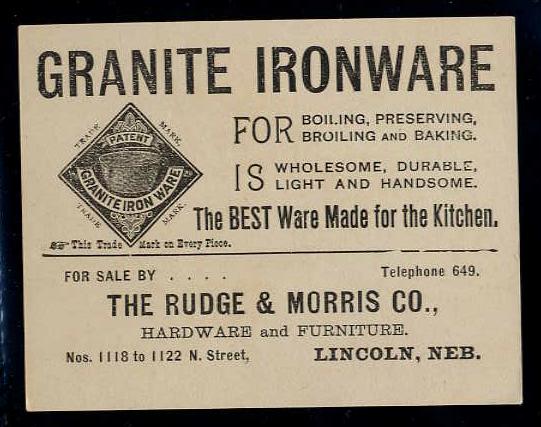 GRANITE IRONWARE
TRADE MARK.
PATENT
GRANITE IRON WARE
TRADE MARK.
FOR BOILING, PRESERVING,
BROILING AND BAKING.
IS WHOLESOME, DURABLE,
LIGHT AND HANDSOME.
The BEST Ware Made for the Kitchen.
☞ This Trade Mark on Every Piece.
FOR SALE BY . . . . Telephone 649.
THE RUDGE & MORRIS CO.,
HARDWARE and FURNITURE.
Nos. 1118 to 1122 N. Street, LINCOLN, NEB.